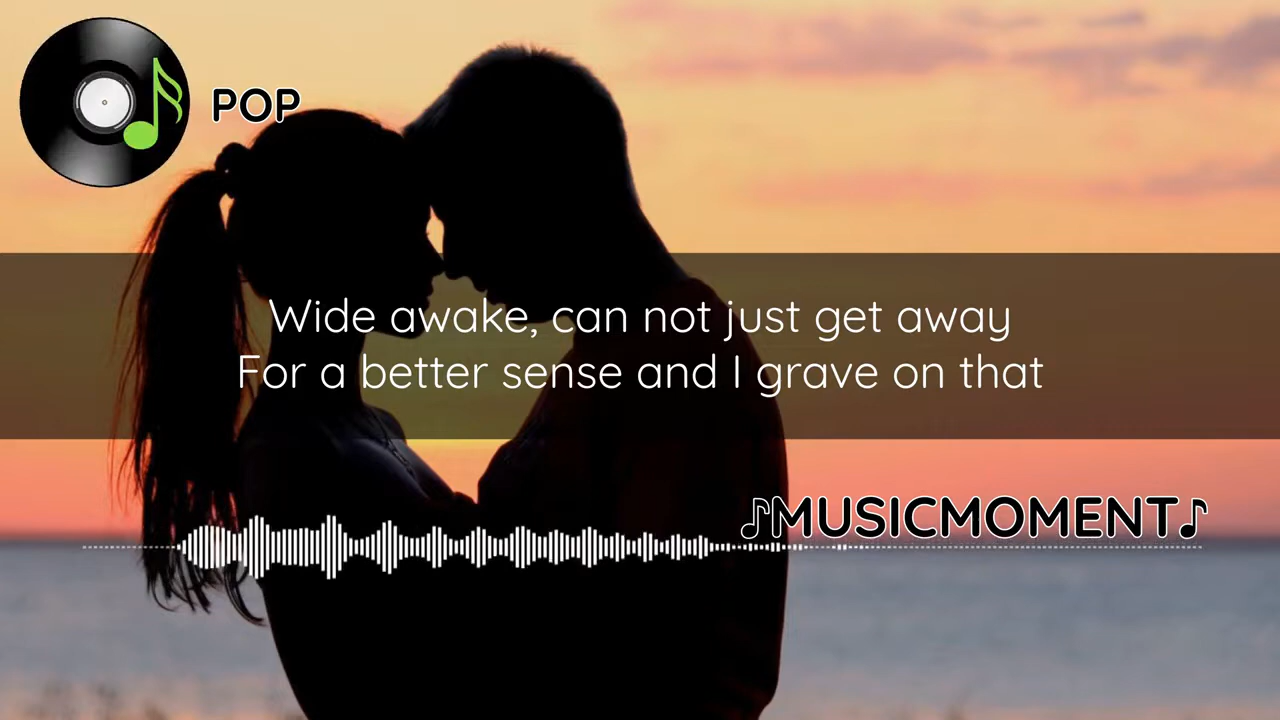 POP
Wide awake, can not just get away
For a better sense and I grave on that
♪MUSICMOMENT♪